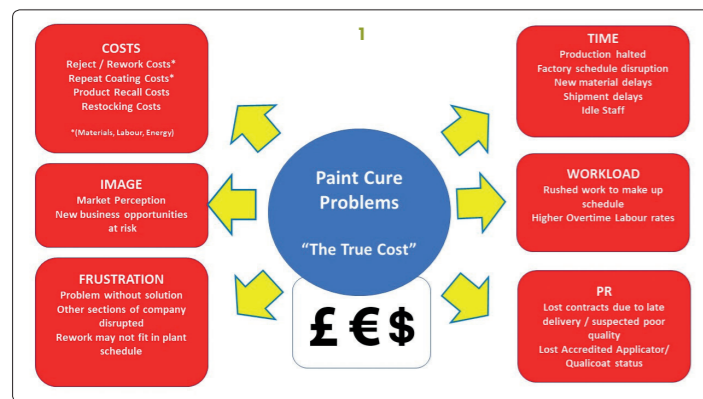 1
COSTS
Reject / Rework Costs*
Repeat Coating Costs*
Product Recall Costs
Restocking Costs
*(Materials, Labour, Energy)
IMAGE
Market Perception
New business opportunities
at risk
FRUSTRATION
Problem without solution
Other sections of company
disrupted
Rework may not fit in plant
schedule
Paint Cure
Problems
“The True Cost”
£ € $
TIME
Production halted
Factory schedule disruption
New material delays
Shipment delays
Idle Staff
WORKLOAD
Rushed work to make up
schedule
Higher Overtime Labour rates
PR
Lost contracts due to late
delivery / suspected poor
quality
Lost Accredited Applicator/
Qualicoat status